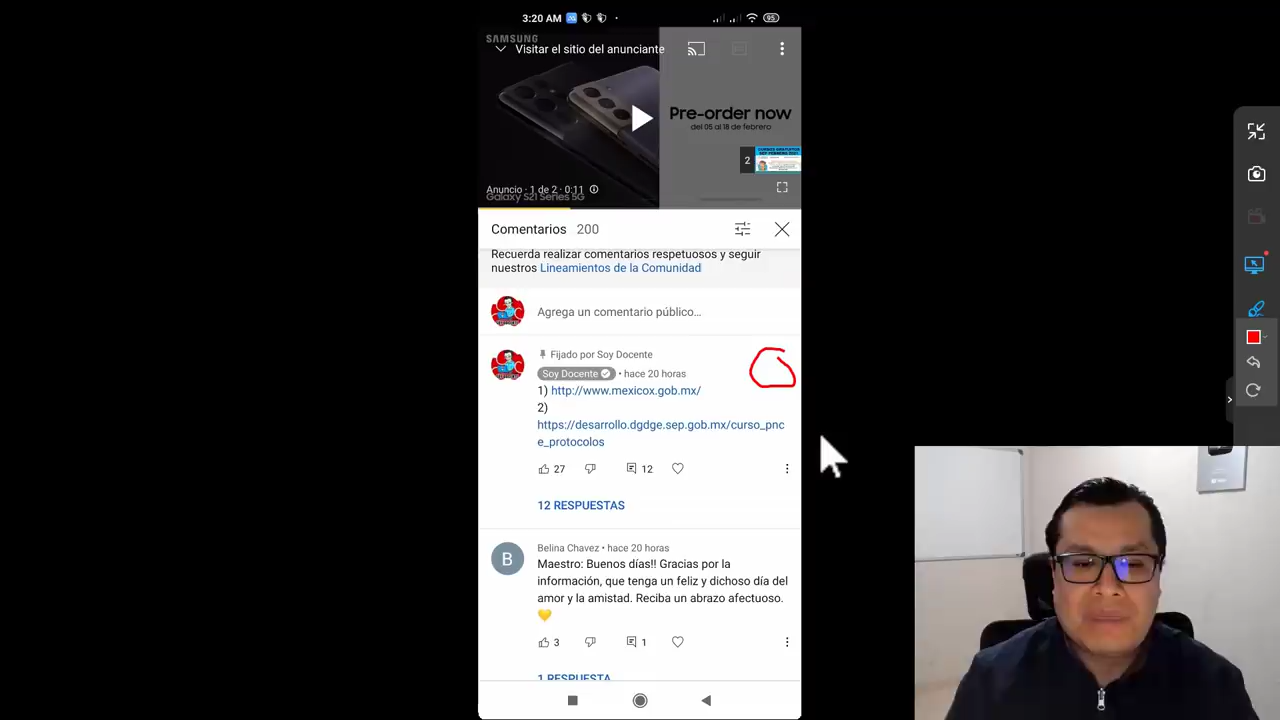 3:20 AM
95
SAMSUNG
Visitar el sitio del anunciante
Pre-order now
del 05 al 18 de febrero
2
Anuncio · 1 de 2 · 0:11
Galaxy S21 Series 5G
Comentarios 200
Recuerda realizar comentarios respetuosos y seguir
nuestros Lineamientos de la Comunidad
Agrega un comentario público...
Fijado por Soy Docente
Soy Docente • hace 20 horas
1) http://www.mexicox.gob.mx/
2)
https://desarrollo.dgdge.sep.gob.mx/curso_pnc
e_protocolos
27 12
12 RESPUESTAS
B
Belina Chavez • hace 20 horas
Maestro: Buenos días!! Gracias por la
información, que tenga un feliz y dichoso día del
amor y la amistad. Reciba un abrazo afectuoso.
3 1
1 RESPUESTA